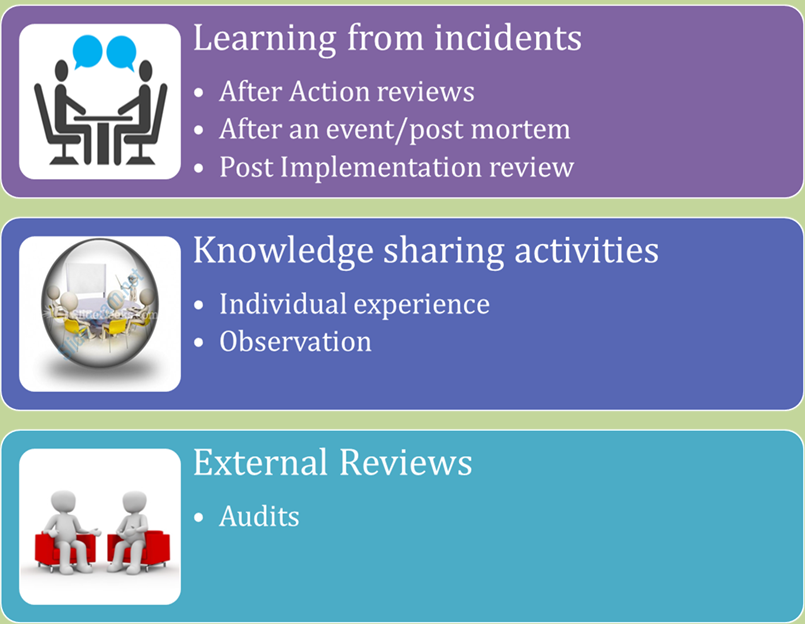 Learning from incidents
• After Action reviews
• After an event/post mortem
• Post Implementation review
Knowledge sharing activities
• Individual experience
• Observation
External Reviews
• Audits